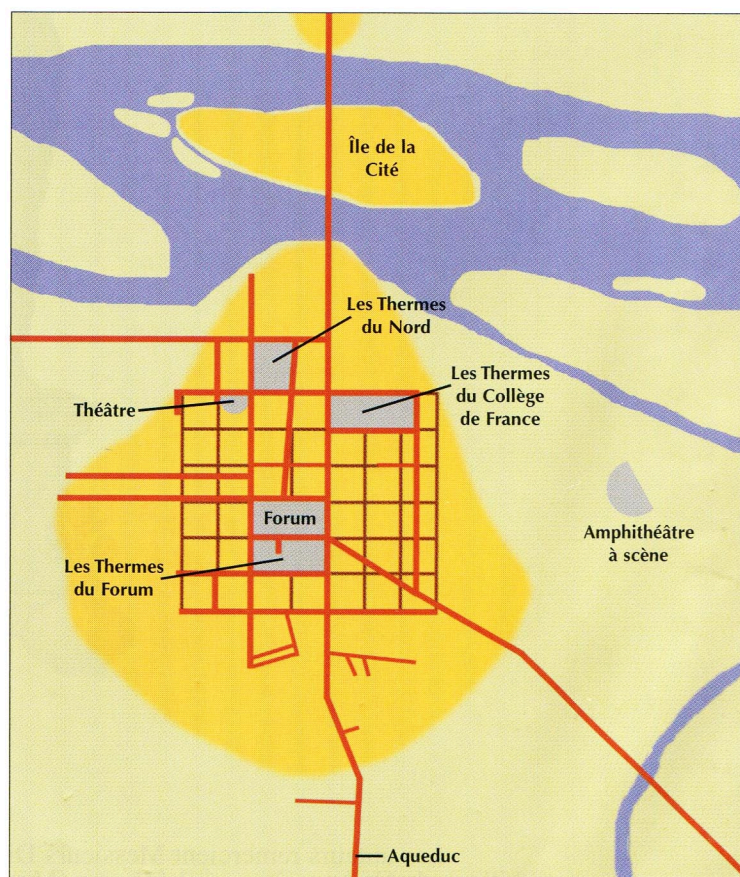 Île de la
Cité
Les Thermes
du Nord
Les Thermes
du Collège
de France
Théâtre
Forum
Amphithéâtre
à scène
Les Thermes
du Forum
Aqueduc